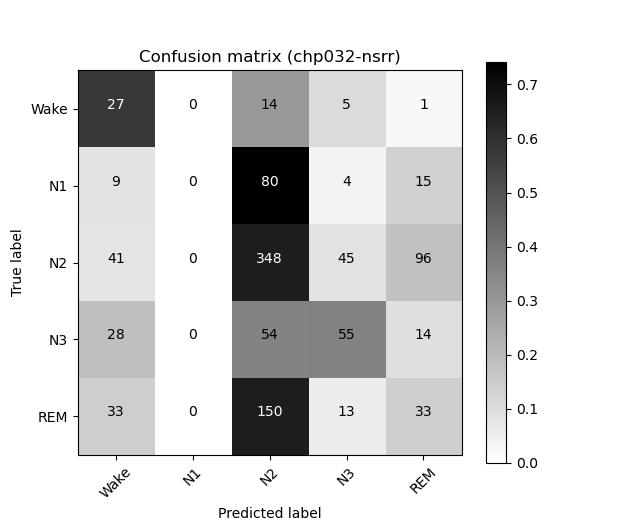 Confusion matrix (chp032-nsrr)
True label
Wake 27 0 14 5 1
N1 9 0 80 4 15
N2 41 0 348 45 96
N3 28 0 54 55 14
REM 33 0 150 13 33
Wake N1 N2 N3 REM
Predicted label
0.7
0.6
0.5
0.4
0.3
0.2
0.1
0.0